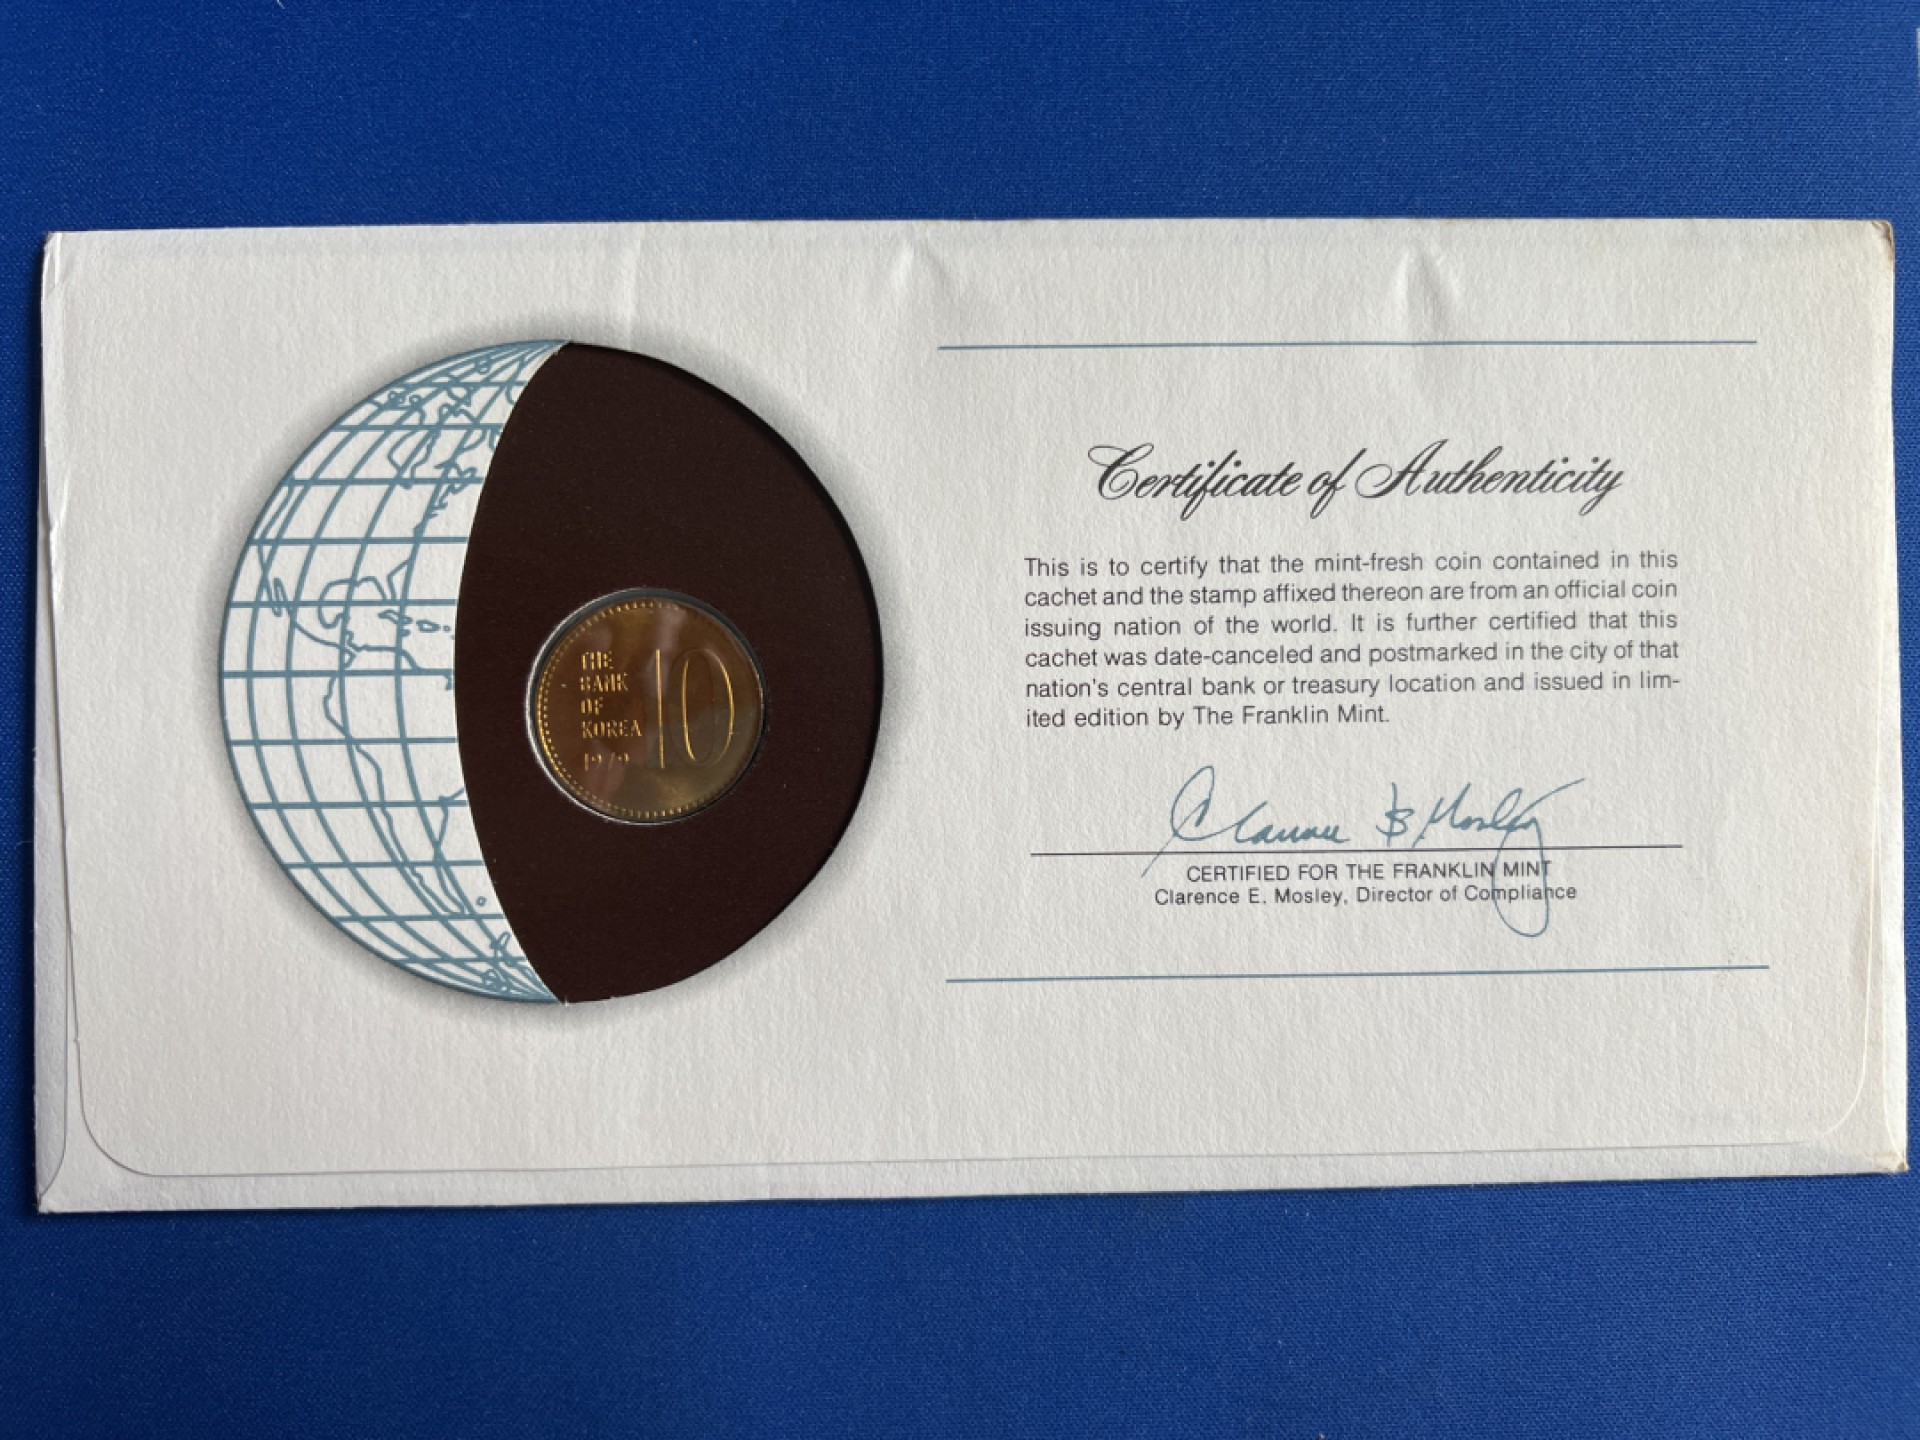 THE
BANK
OF
KOREA
1979
10
Certificate of Authenticity
This is to certify that the mint-fresh coin contained in this
cachet and the stamp affixed thereon are from an official coin
issuing nation of the world. It is further certified that this
cachet was date-canceled and postmarked in the city of that
nation's central bank or treasury location and issued in lim-
ited edition by The Franklin Mint.
Clarence E Mosley
CERTIFIED FOR THE FRANKLIN MINT
Clarence E. Mosley, Director of Compliance